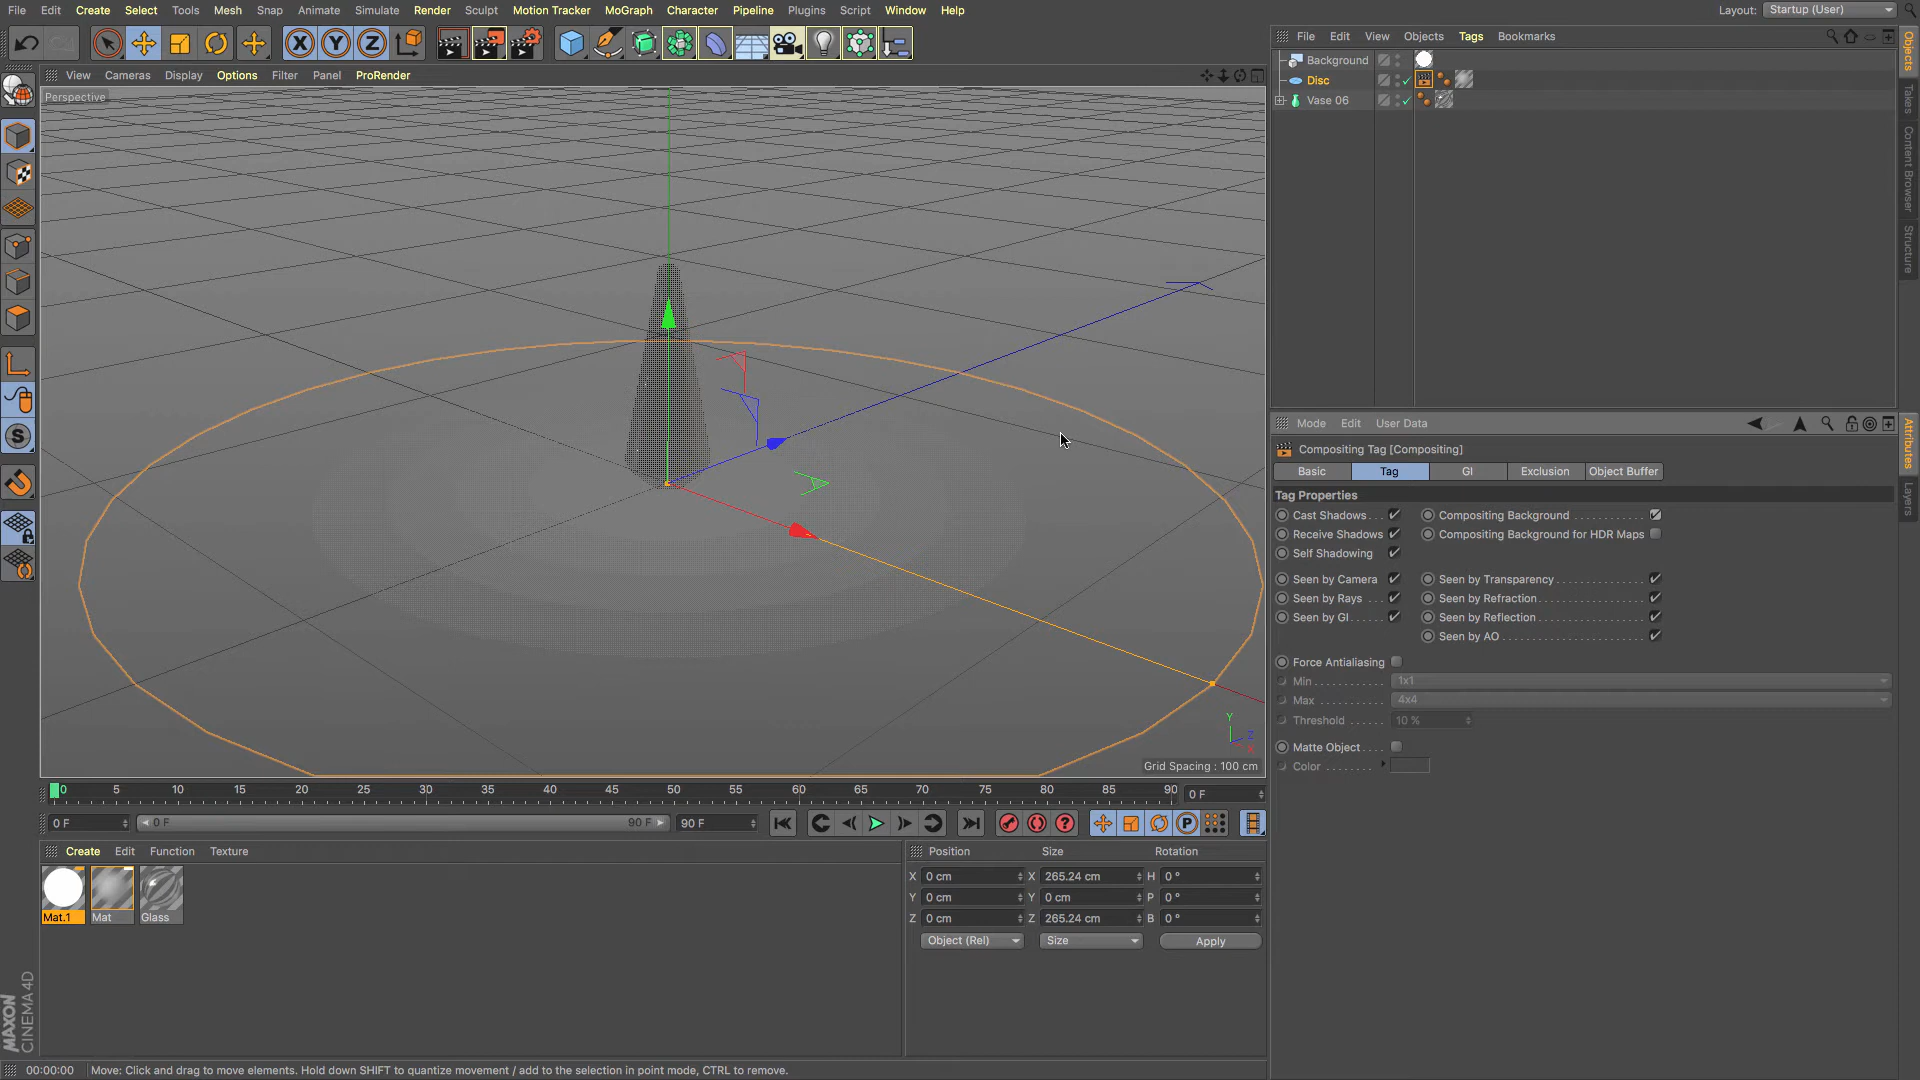 File Edit Create Select Tools Mesh Snap Animate Simulate Render Sculpt Motion Tracker MoGraph Character Pipeline Plugins Script Window Help Layout: Startup (User)
View Cameras Display Options Filter Panel ProRender
Perspective
X Y Z
S
File Edit View Objects Tags Bookmarks
Background
Disc
Vase 06
Objects
Takes
Content Browser
Structure
Mode Edit User Data
Compositing Tag [Compositing]
Basic Tag GI Exclusion Object Buffer
Tag Properties
Cast Shadows Compositing Background
Receive Shadows Compositing Background for HDR Maps
Self Shadowing
Seen by Camera Seen by Transparency
Seen by Rays Seen by Refraction
Seen by GI Seen by Reflection
Seen by AO
Force Antialiasing
Min 1x1
Max 4x4
Threshold 10 %
Matte Object
Color
Attributes
Layers
Y
Z
X
Grid Spacing : 100 cm
0 5 10 15 20 25 30 35 40 45 50 55 60 65 70 75 80 85 90 0 F
0 F 0 F 90 F 90 F
P
Create Edit Function Texture
Mat.1 Mat Glass
Position Size Rotation
X 0 cm X 265.24 cm H 0 °
Y 0 cm Y 0 cm P 0 °
Z 0 cm Z 265.24 cm B 0 °
Object (Rel) Size Apply
MAXON
CINEMA 4D
00:00:00 Move: Click and drag to move elements. Hold down SHIFT to quantize movement / add to the selection in point mode, CTRL to remove.